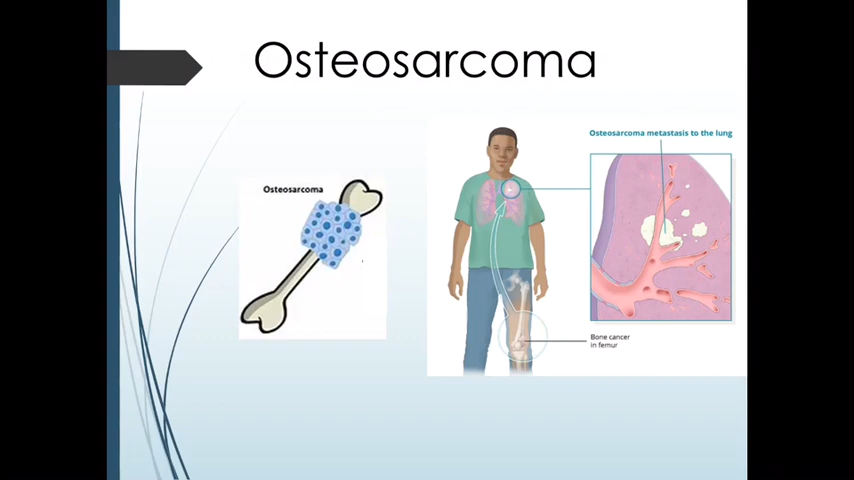 Osteosarcoma
Osteosarcoma
Osteosarcoma metastasis to the lung
Bone cancer
in femur